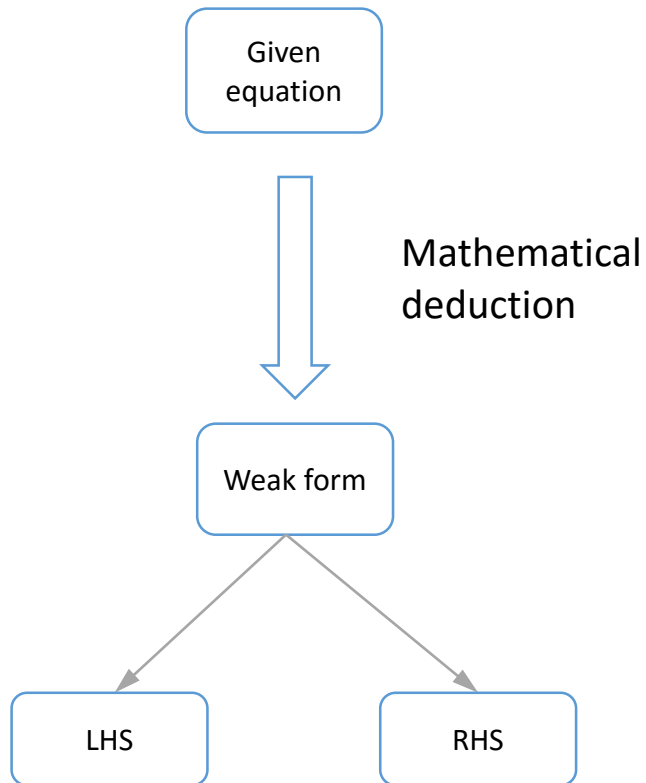 Given
equation
Mathematical
deduction
Weak form
LHS
RHS